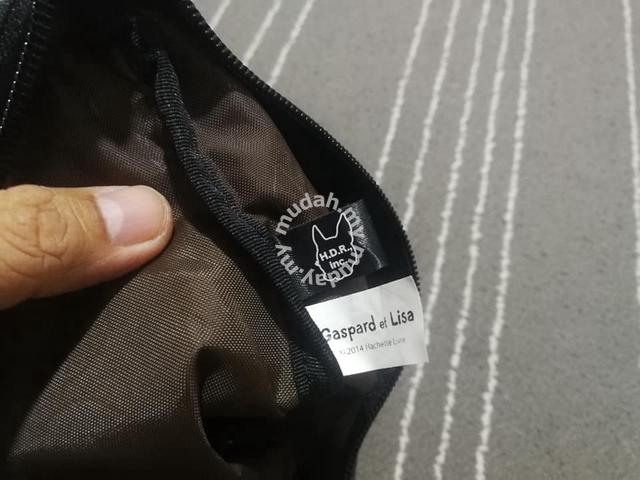 mudah.my
H.D.R.,
Inc.
Gaspard et Lisa
©2014 Hachette Livre